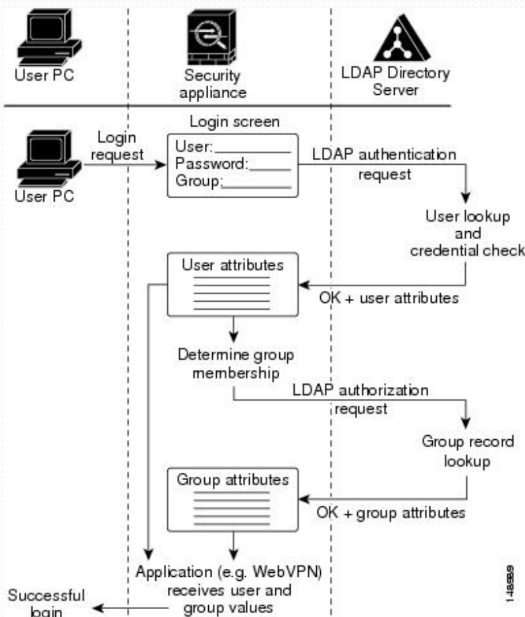 User PC
Security
appliance
LDAP Directory
Server
Login screen
Login
request
User:
Password:
Group:
User PC
LDAP authentication
request
User lookup
and
credential check
User attributes
OK + user attributes
Determine group
membership
LDAP authorization
request
Group record
lookup
Group attributes
OK + group attributes
Application (e.g. WebVPN)
receives user and
group values
Successful
login
148989